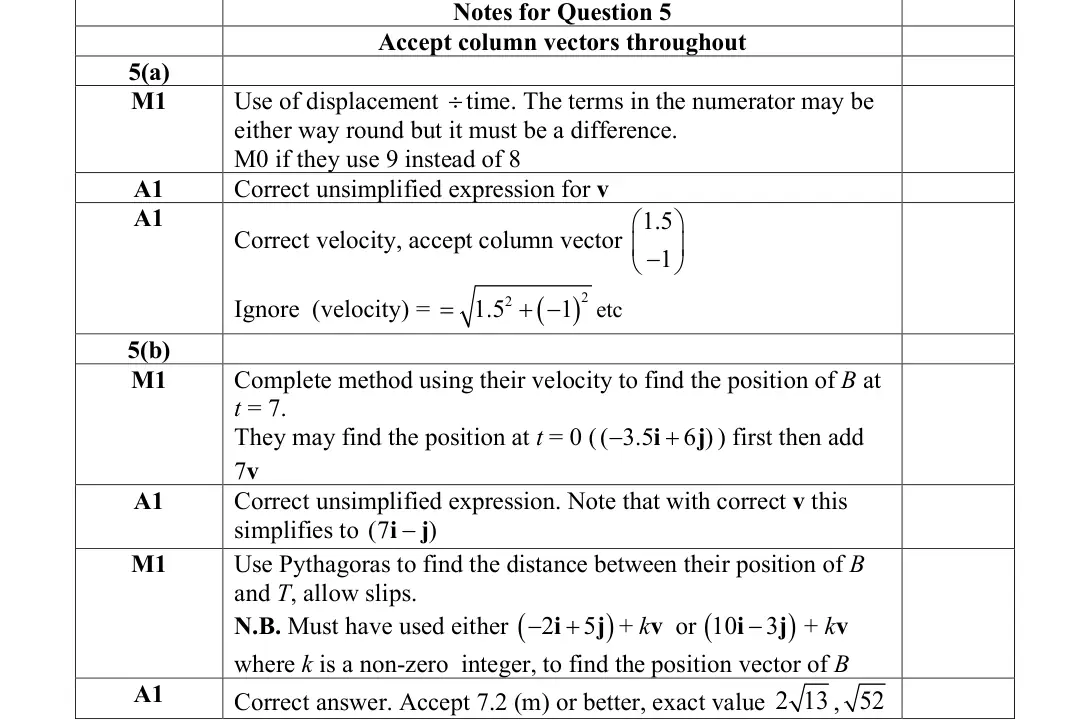 Notes for Question 5
Accept column vectors throughout
5(a)
M1 Use of displacement ÷ time. The terms in the numerator may be
either way round but it must be a difference.
M0 if they use 9 instead of 8
A1 Correct unsimplified expression for v
A1 Correct velocity, accept column vector (1.5
−1)
Ignore (velocity) = = √(1.5² + (−1)²) etc
5(b)
M1 Complete method using their velocity to find the position of B at
t = 7.
They may find the position at t = 0 ((−3.5i + 6j)) first then add
7v
A1 Correct unsimplified expression. Note that with correct v this
simplifies to (7i − j)
M1 Use Pythagoras to find the distance between their position of B
and T, allow slips.
N.B. Must have used either (−2i + 5j) + kv or (10i − 3j) + kv
where k is a non-zero integer, to find the position vector of B
A1 Correct answer. Accept 7.2 (m) or better, exact value 2√13 , √52